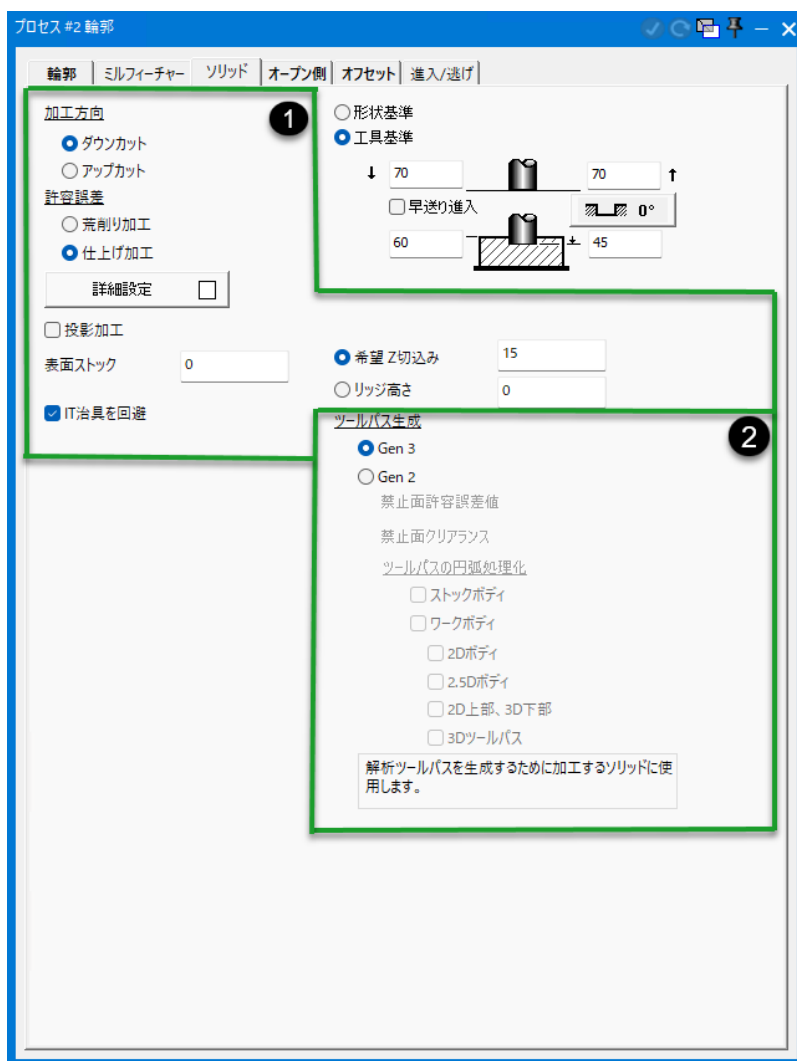 プロセス #2 輪郭
輪郭 ミルフィーチャー ソリッド オープン側 オフセット 進入/逃げ
加工方向
1
ダウンカット
アップカット
許容誤差
荒削り加工
仕上げ加工
詳細設定
投影加工
表面ストック 0
IT治具を回避
形状基準
工具基準
↓ 70 70 ↑
早送り進入
0°
60 45
希望 Z切込み 15
リッジ高さ 0
ツールパス生成
2
Gen 3
Gen 2
禁止面許容誤差値
禁止面クリアランス
ツールパスの円弧処理化
ストックボディ
ワークボディ
2Dボディ
2.5Dボディ
2D上部、3D下部
3Dツールパス
解析ツールパスを生成するために加工するソリッドに使
用します。